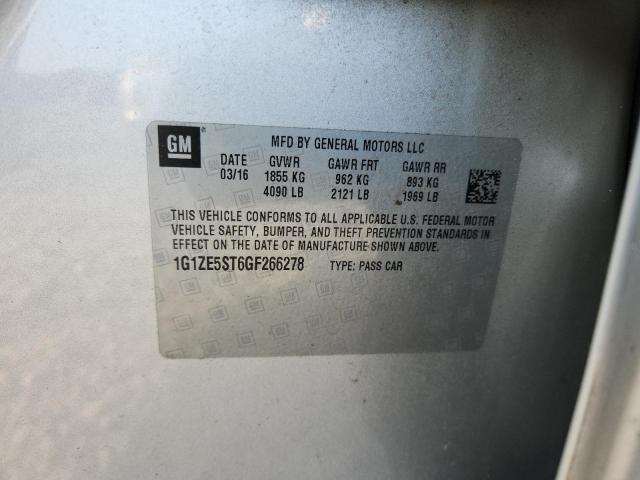 GM MFD BY GENERAL MOTORS LLC
DATE GVWR GAWR FRT GAWR RR
03/16 1855 KG 962 KG 893 KG
4090 LB 2121 LB 1969 LB
THIS VEHICLE CONFORMS TO ALL APPLICABLE U.S. FEDERAL MOTOR
VEHICLE SAFETY, BUMPER, AND THEFT PREVENTION STANDARDS IN
EFFECT ON THE DATE OF MANUFACTURE SHOWN ABOVE.
1G1ZE5ST6GF266278 TYPE: PASS CAR